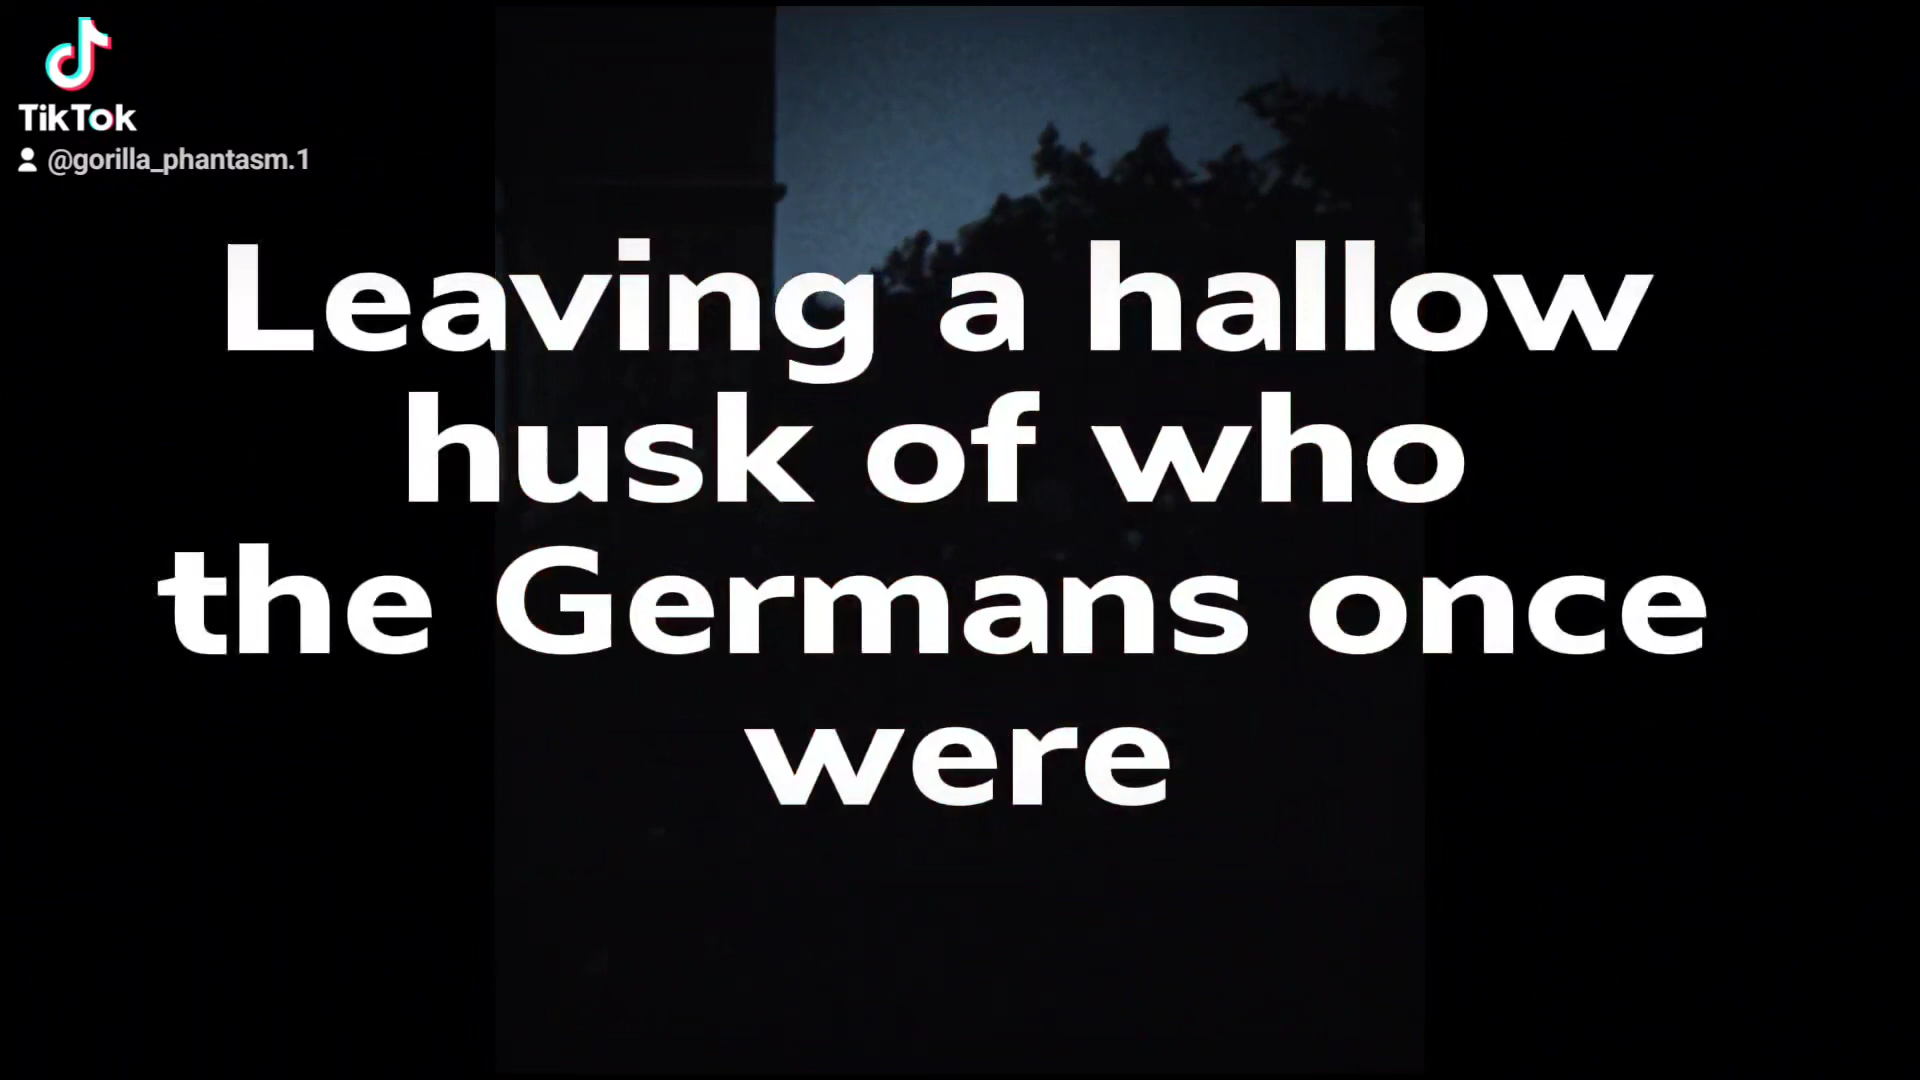 TikTok
@gorilla_phantasm.1
Leaving a hallow
husk of who
the Germans once
were